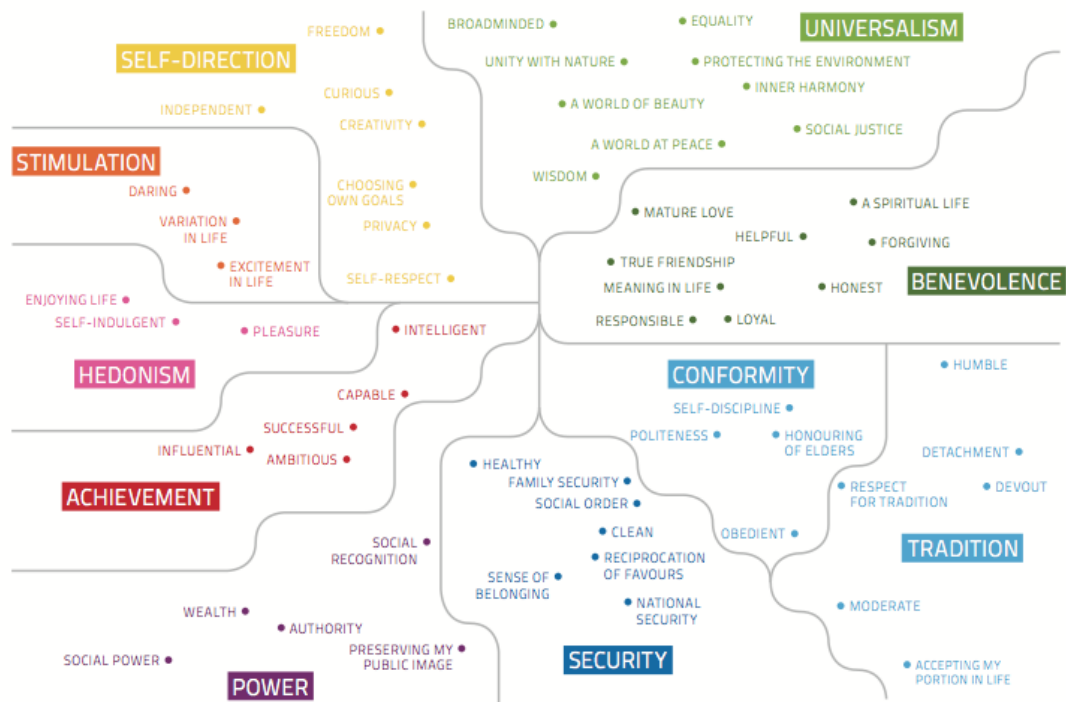 FREEDOM
SELF-DIRECTION
CURIOUS
INDEPENDENT
CREATIVITY
CHOOSING
OWN GOALS
PRIVACY
SELF-RESPECT
BROADMINDED
EQUALITY
UNIVERSALISM
UNITY WITH NATURE
PROTECTING THE ENVIRONMENT
INNER HARMONY
A WORLD OF BEAUTY
SOCIAL JUSTICE
A WORLD AT PEACE
WISDOM
STIMULATION
DARING
VARIATION
IN LIFE
EXCITEMENT
IN LIFE
MATURE LOVE
A SPIRITUAL LIFE
HELPFUL
FORGIVING
TRUE FRIENDSHIP
MEANING IN LIFE
HONEST
BENEVOLENCE
RESPONSIBLE
LOYAL
ENJOYING LIFE
SELF-INDULGENT
PLEASURE
HEDONISM
INTELLIGENT
CAPABLE
SUCCESSFUL
INFLUENTIAL
AMBITIOUS
ACHIEVEMENT
CONFORMITY
SELF-DISCIPLINE
POLITENESS
HONOURING
OF ELDERS
OBEDIENT
HUMBLE
DETACHMENT
RESPECT
FOR TRADITION
DEVOUT
TRADITION
MODERATE
ACCEPTING MY
PORTION IN LIFE
HEALTHY
FAMILY SECURITY
SOCIAL ORDER
CLEAN
RECIPROCATION
OF FAVOURS
SENSE OF
BELONGING
NATIONAL
SECURITY
SECURITY
SOCIAL
RECOGNITION
WEALTH
AUTHORITY
PRESERVING MY
PUBLIC IMAGE
SOCIAL POWER
POWER